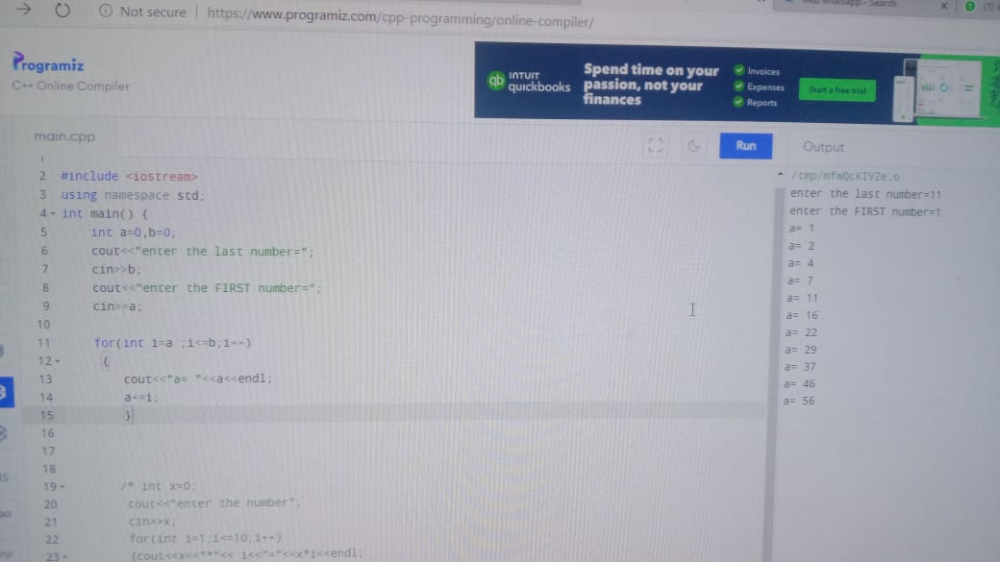 Not secure | https://www.programiz.com/cpp-programming/online-compiler/
Programiz
C++ Online Compiler
qb INTUIT quickbooks
Spend time on your passion, not your finances
Invoices
Expenses
Reports
Start a free trial
main.cpp
Run
Output
1
2 #include <iostream>
3 using namespace std;
4 int main() {
5 int a=0,b=0;
6 cout<<"enter the last number=";
7 cin>>b;
8 cout<<"enter the FIRST number=";
9 cin>>a;
10
11 for(int i=a ;i<=b;i++)
12 {
13 cout<<"a= "<<a<<endl;
14 a+=i;
15 }
16
17
18
19 /* int x=0;
20 cout<<"enter the number";
21 cin>>x;
22 for(int i=1;i<=10;i++)
23 {cout<<x<<"*"<< i<<"="<<x*i<<endl;
/tmp/mfwQcKIVZe.o
enter the last number=11
enter the FIRST number=1
a= 1
a= 2
a= 4
a= 7
a= 11
a= 16
a= 22
a= 29
a= 37
a= 46
a= 56